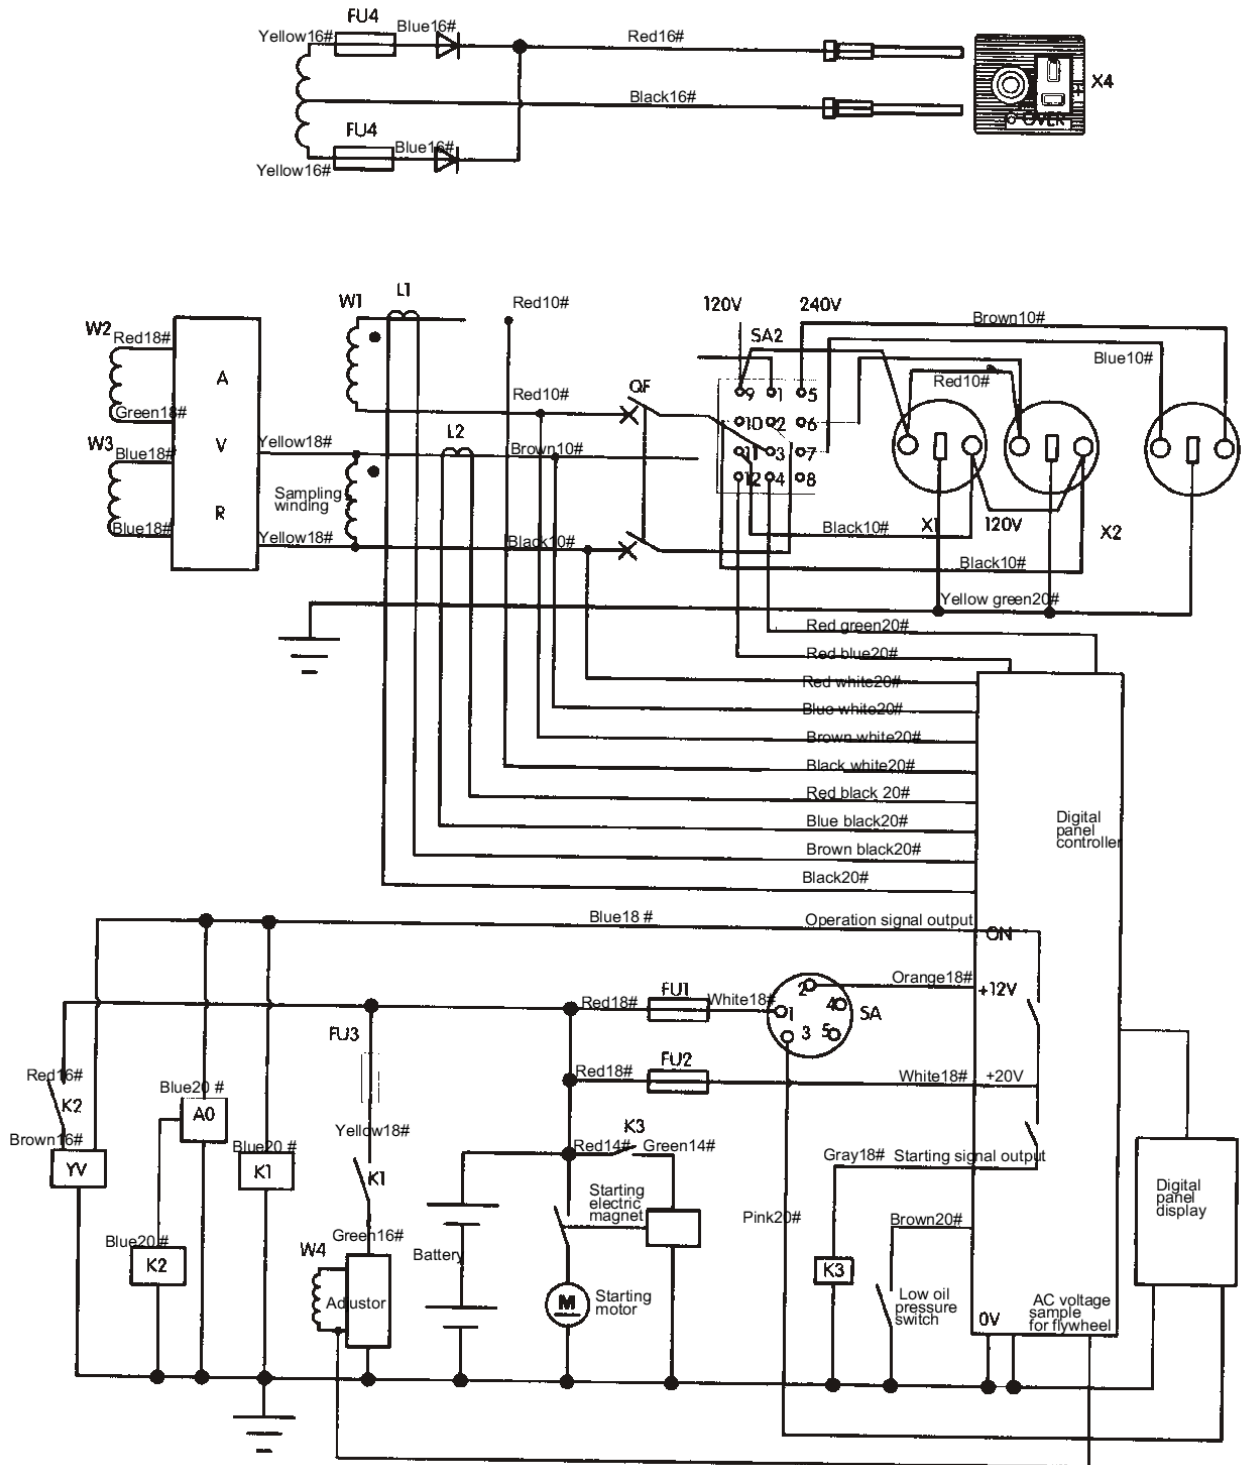 FU4
Blue16#
Yellow16#
Red16#
X4
Black16#
OVER
FU4
Blue16#
Yellow16#
W1
L1
Red10#
120V
240V
Brown10#
W2
Red18#
SA2
Blue10#
A
QF
Red10#
Red10#
9
1
5
Green18#
10
2
6
W3
Yellow18#
L2
Brown10#
V
Blue18#
11
3
7
12
4
8
Sampling
winding
R
Blue18#
Yellow18#
Black10#
Black10#
X1
120V
X2
Black10#
Yellow green20#
Red green20#
Red blue20#
Red white20#
Blue white20#
Brown white20#
Black white20#
Red black 20#
Blue black20#
Digital
panel
controller
Brown black20#
Black20#
Blue18 #
Operation signal output
ON
Orange18#
+12V
Red18#
FU1
White18#
2
4
1
3
5
SA
FU3
FU2
Red18#
White18#
+20V
Red16#
K2
Blue20 #
A0
Brown16#
YV
Yellow18#
K3
Red14#
Green14#
Blue20 #
K1
K1
Gray18#
Starting signal output
Starting
electric
magnet
Digital
panel
display
Pink20#
Brown20#
Blue20 #
K2
W4
Green16#
Battery
K3
Adustor
M
Starting
motor
Low oil
pressure
switch
0V
AC voltage
sample
for flywheel